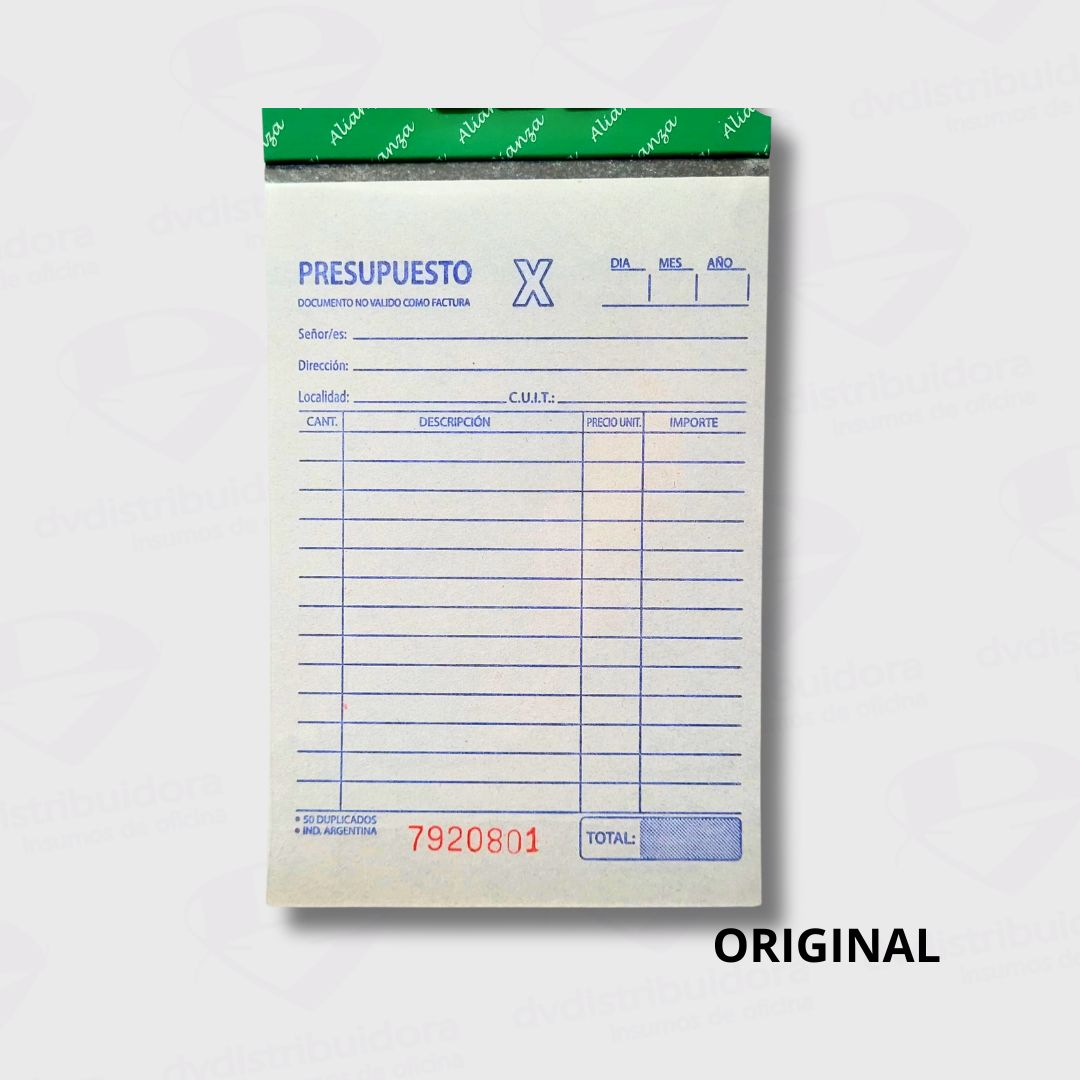 Alianza Alianza Alianza
PRESUPUESTO X DIA MES AÑO
DOCUMENTO NO VALIDO COMO FACTURA
Señor/es:
Dirección:
Localidad: C.U.I.T.:
CANT. DESCRIPCIÓN PRECIO UNIT. IMPORTE
• 50 DUPLICADOS
• IND. ARGENTINA
7920801 TOTAL:
ORIGINAL
dvdistribuidora
Insumos de oficina